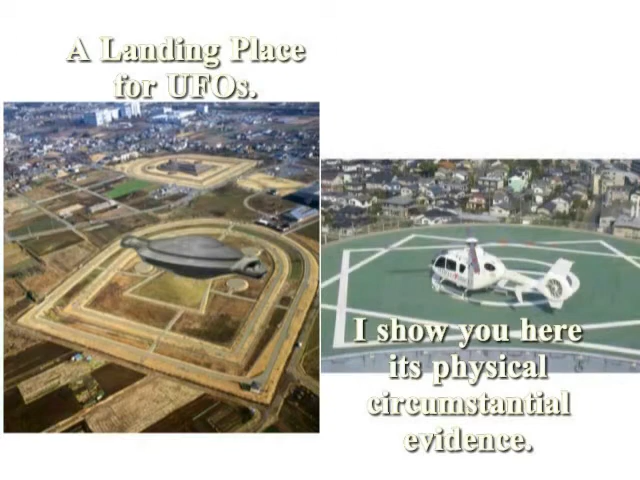 A Landing Place
for UFOs.
I show you here
its physical
circumstantial
evidence.